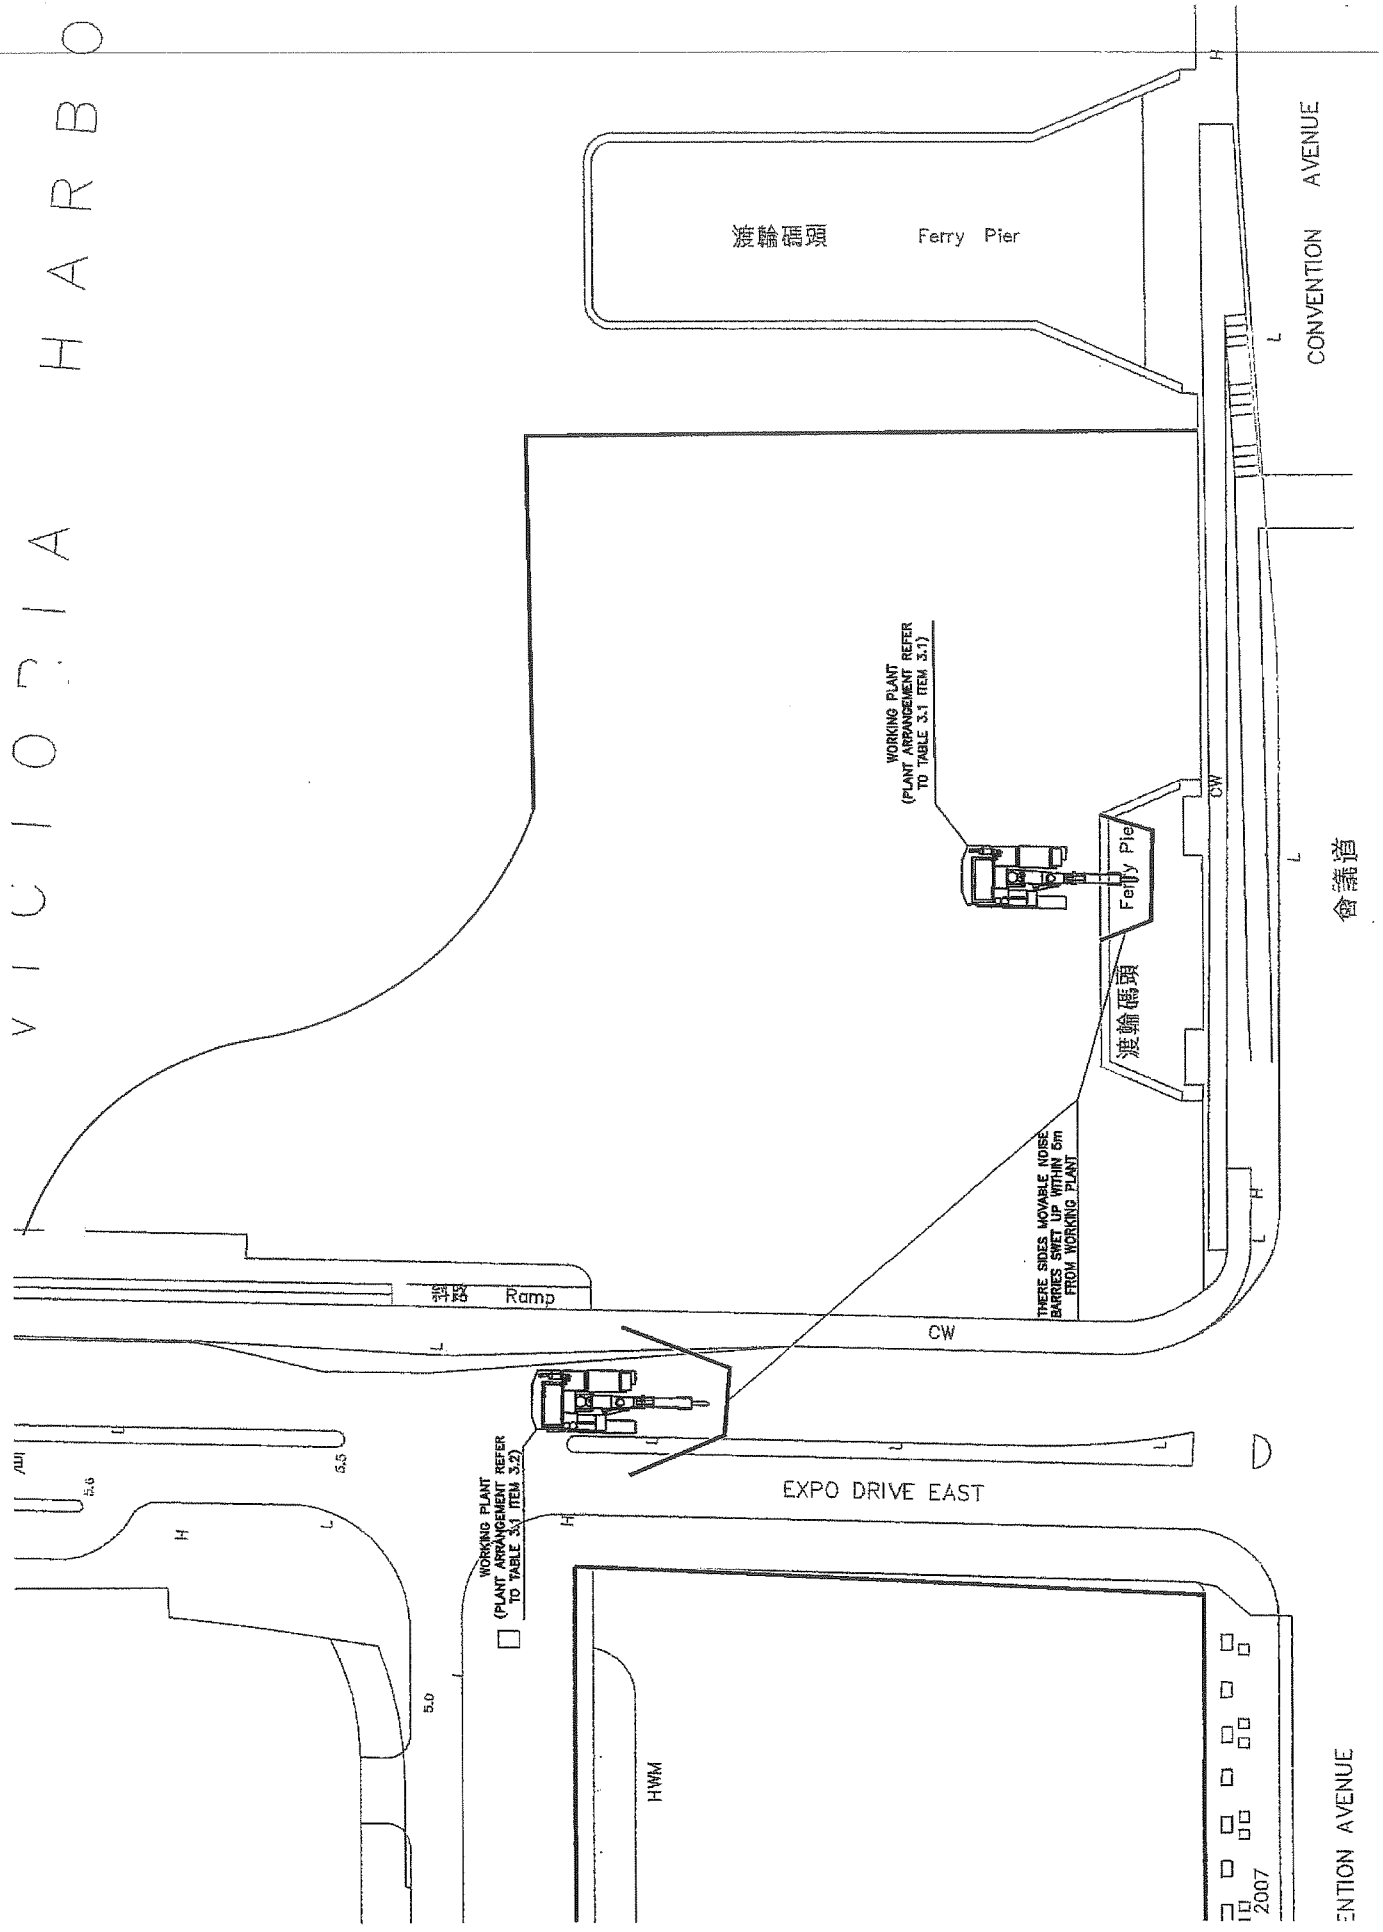 VICTORIA HARBO
渡輪碼頭 Ferry Pier
CONVENTION AVENUE
WORKING PLANT
(PLANT ARRANGEMENT REFER
TO TABLE 3.1 ITEM 3.1)
渡輪碼頭 Ferry Pie
CW
會議道
THERE SIDES MOVABLE NOISE
BARRIES SWET UP WITHIN 5m
FROM WORKING PLANT
Ramp
CW
WORKING PLANT
(PLANT ARRANGEMENT REFER
TO TABLE 3.1 ITEM 3.2)
EXPO DRIVE EAST
5.6
5.5
5.0
H
H
H
H
L
L
L
L
L
L
L
L
L
L
HWM
2007
ENTION AVENUE